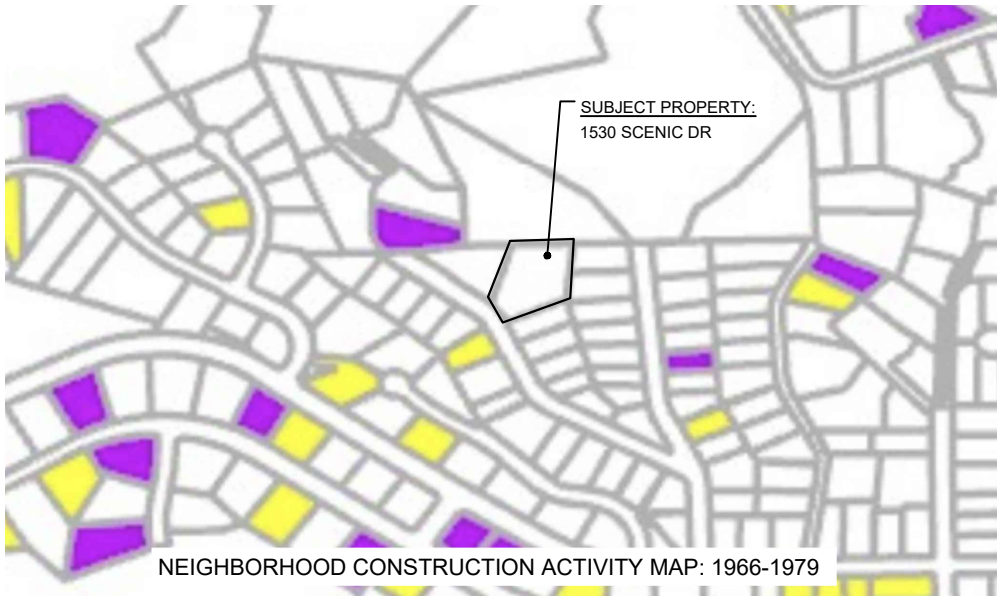 SUBJECT PROPERTY:
1530 SCENIC DR
NEIGHBORHOOD CONSTRUCTION ACTIVITY MAP: 1966-1979